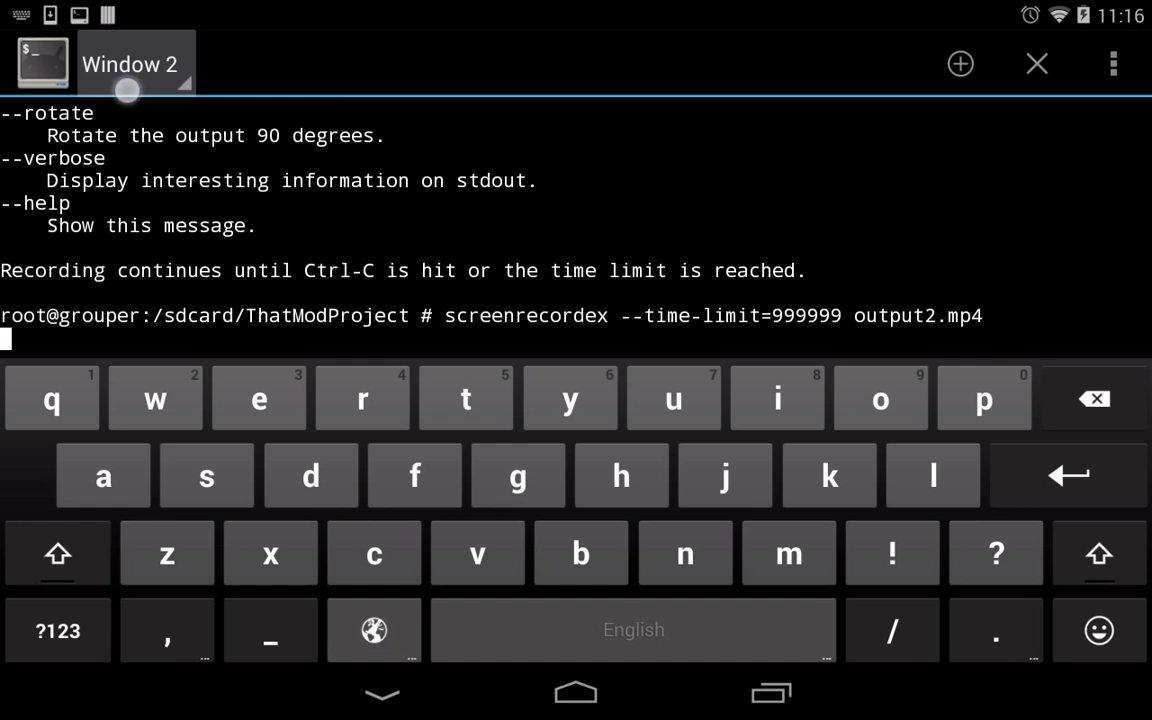 11:16
$_
Window 2
--rotate
    Rotate the output 90 degrees.
--verbose
    Display interesting information on stdout.
--help
    Show this message.
Recording continues until Ctrl-C is hit or the time limit is reached.
root@grouper:/sdcard/ThatModProject # screenrecordex --time-limit=999999 output2.mp4
q 1 w 2 e 3 r 4 t 5 y 6 u 7 i 8 o 9 p 0
a s d f g h j k l
z x c v b n m ! ?
?123 , ... _ ... English ... / . ...